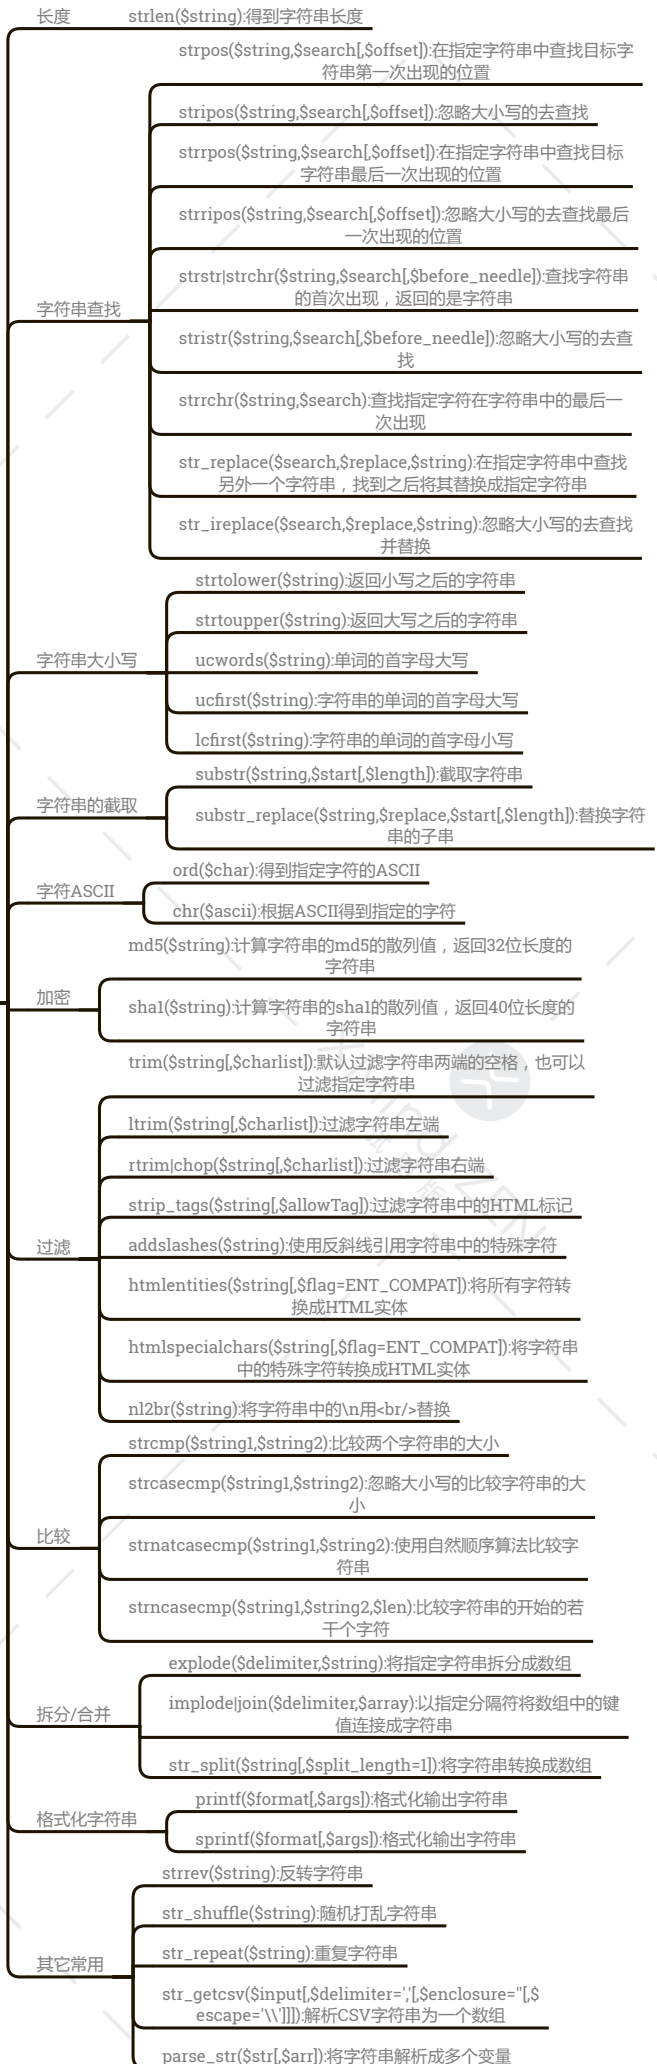 长度
strlen($string):得到字符串长度
字符串查找
strpos($string,$search[,$offset]):在指定字符串中查找目标字
符串第一次出现的位置
stripos($string,$search[,$offset]):忽略大小写的去查找
strrpos($string,$search[,$offset]):在指定字符串中查找目标
字符串最后一次出现的位置
strripos($string,$search[,$offset]):忽略大小写的去查找最后
一次出现的位置
strstr|strchr($string,$search[,$before_needle]):查找字符串
的首次出现，返回的是字符串
stristr($string,$search[,$before_needle]):忽略大小写的去查
找
strrchr($string,$search):查找指定字符在字符串中的最后一
次出现
str_replace($search,$replace,$string):在指定字符串中查找
另外一个字符串，找到之后将其替换成指定字符串
str_ireplace($search,$replace,$string):忽略大小写的去查找
并替换
字符串大小写
strtolower($string):返回小写之后的字符串
strtoupper($string):返回大写之后的字符串
ucwords($string):单词的首字母大写
ucfirst($string):字符串的单词的首字母大写
lcfirst($string):字符串的单词的首字母小写
字符串的截取
substr($string,$start[,$length]):截取字符串
substr_replace($string,$replace,$start[,$length]):替换字符
串的子串
字符ASCII
ord($char):得到指定字符的ASCII
chr($ascii):根据ASCII得到指定的字符
加密
md5($string):计算字符串的md5的散列值，返回32位长度的
字符串
sha1($string):计算字符串的sha1的散列值，返回40位长度的
字符串
过滤
trim($string[,$charlist]):默认过滤字符串两端的空格，也可以
过滤指定字符串
ltrim($string[,$charlist]):过滤字符串左端
rtrim|chop($string[,$charlist]):过滤字符串右端
strip_tags($string[,$allowTag]):过滤字符串中的HTML标记
addslashes($string):使用反斜线引用字符串中的特殊字符
htmlentities($string[,$flag=ENT_COMPAT]):将所有字符转
换成HTML实体
htmlspecialchars($string[,$flag=ENT_COMPAT]):将字符串
中的特殊字符转换成HTML实体
nl2br($string):将字符串中的\n用<br/>替换
比较
strcmp($string1,$string2):比较两个字符串的大小
strcasecmp($string1,$string2):忽略大小写的比较字符串的大
小
strnatcasecmp($string1,$string2):使用自然顺序算法比较字
符串
strncasecmp($string1,$string2,$len):比较字符串的开始的若
干个字符
拆分/合并
explode($delimiter,$string):将指定字符串拆分成数组
implode|join($delimiter,$array):以指定分隔符将数组中的键
值连接成字符串
str_split($string[,$split_length=1]):将字符串转换成数组
格式化字符串
printf($format[,$args]):格式化输出字符串
sprintf($format[,$args]):格式化输出字符串
其它常用
strrev($string):反转字符串
str_shuffle($string):随机打乱字符串
str_repeat($string):重复字符串
str_getcsv($input[,$delimiter=','[,$enclosure=''[,$
escape='\\']]]):解析CSV字符串为一个数组
parse_str($str[,$arr]):将字符串解析成多个变量
XMind ZEN